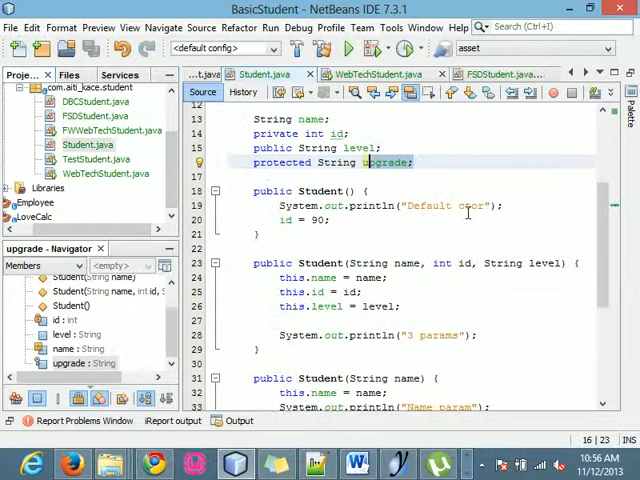 BasicStudent - NetBeans IDE 7.3.1
File Edit Format View Navigate Source Refactor Run Debug Profile Team Tools Window Help Search (Ctrl+I)
<default config> asset
Proje... Files Services
...t.java Student.java WebTechStudent.java FSDStudent.java...
com.aiti_kace.model
DBCStudent.java
FSDStudent.java
FWWebTechStudent.java
Student.java
TestStudent.java
WebTechStudent.java
Libraries
Employee
LoveCalc
upgrade - Navigator
Members <empty>
Student(String name)
Student(String name, int id,
Student()
id : int
level : String
name : String
upgrade : String
Source History
Palette
12
13 String name;
14 private int id;
15 public String level;
protected String upgrade;
17
18 public Student() {
19 System.out.println("Default ctor");
20 id = 90;
21 }
22
23 public Student(String name, int id, String level) {
24 this.name = name;
25 this.id = id;
26 this.level = level;
27
28 System.out.println("3 params");
29 }
30
31 public Student(String name) {
32 this.name = name;
33 System.out.println("Name param");
Report Problems Window iReport output Output
16 | 23 INS
10:56 AM
11/12/2013